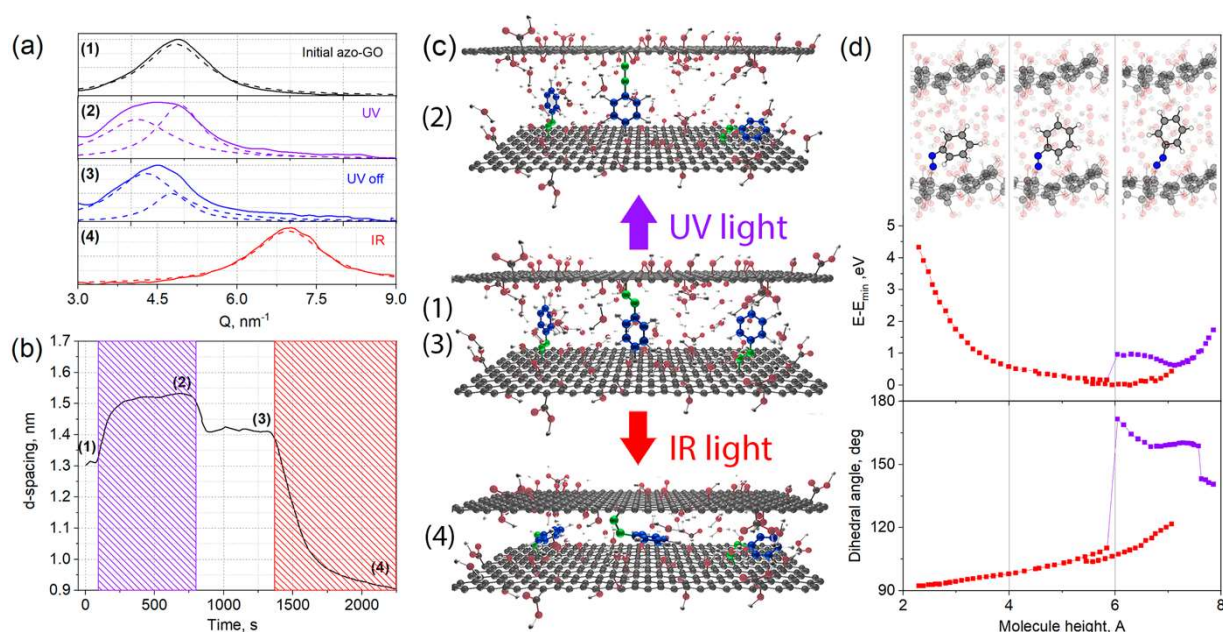 (a)
(1)
Initial azo-GO
(2)
UV
(3)
UV off
(4)
IR
3.0 4.5 6.0 7.5 9.0
Q, nm-1
(b)
1.7
1.6
1.5
1.4
1.3
1.2
1.1
1.0
0.9
d-spacing, nm
(1)
(2)
(3)
(4)
0 500 1000 1500 2000
Time, s
(c)
(2)
UV light
(1)
(3)
IR light
(4)
(d)
5
4
3
2
1
0
E-Emin ,eV
180
150
120
90
Dihedral angle, deg
2 4 6 8
Molecule height, A